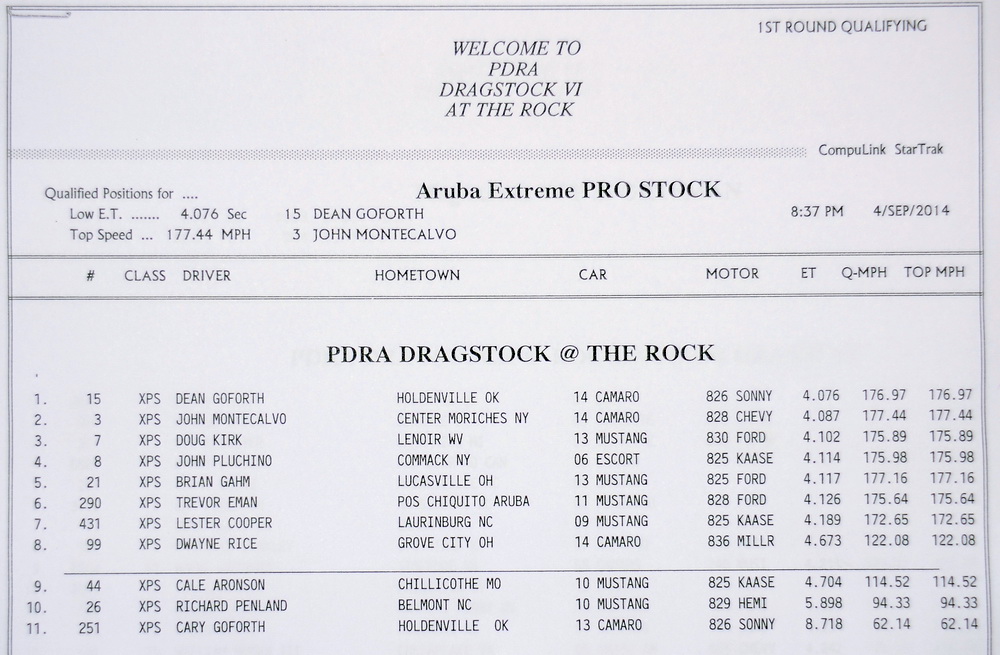 1ST ROUND QUALIFYING
WELCOME TO
PDRA
DRAGSTOCK VI
AT THE ROCK
CompuLink StarTrak
Qualified Positions for .... Aruba Extreme PRO STOCK
Low E.T. ....... 4.076 Sec 15 DEAN GOFORTH 8:37 PM 4/SEP/2014
Top Speed ... 177.44 MPH 3 JOHN MONTECALVO
# CLASS DRIVER HOMETOWN CAR MOTOR ET Q-MPH TOP MPH
PDRA DRAGSTOCK @ THE ROCK
1. 15 XPS DEAN GOFORTH HOLDENVILLE OK 14 CAMARO 826 SONNY 4.076 176.97 176.97
2. 3 XPS JOHN MONTECALVO CENTER MORICHES NY 14 CAMARO 828 CHEVY 4.087 177.44 177.44
3. 7 XPS DOUG KIRK LENOIR WV 13 MUSTANG 830 FORD 4.102 175.89 175.89
4. 8 XPS JOHN PLUCHINO COMMACK NY 06 ESCORT 825 KAASE 4.114 175.98 175.98
5. 21 XPS BRIAN GAHM LUCASVILLE OH 13 MUSTANG 825 FORD 4.117 177.16 177.16
6. 290 XPS TREVOR EMAN POS CHIQUITO ARUBA 11 MUSTANG 828 FORD 4.126 175.64 175.64
7. 431 XPS LESTER COOPER LAURINBURG NC 09 MUSTANG 825 KAASE 4.189 172.65 172.65
8. 99 XPS DWAYNE RICE GROVE CITY OH 14 CAMARO 836 MILLR 4.673 122.08 122.08
9. 44 XPS CALE ARONSON CHILLICOTHE MO 10 MUSTANG 825 KAASE 4.704 114.52 114.52
10. 26 XPS RICHARD PENLAND BELMONT NC 10 MUSTANG 829 HEMI 5.898 94.33 94.33
11. 251 XPS CARY GOFORTH HOLDENVILLE OK 13 CAMARO 826 SONNY 8.718 62.14 62.14